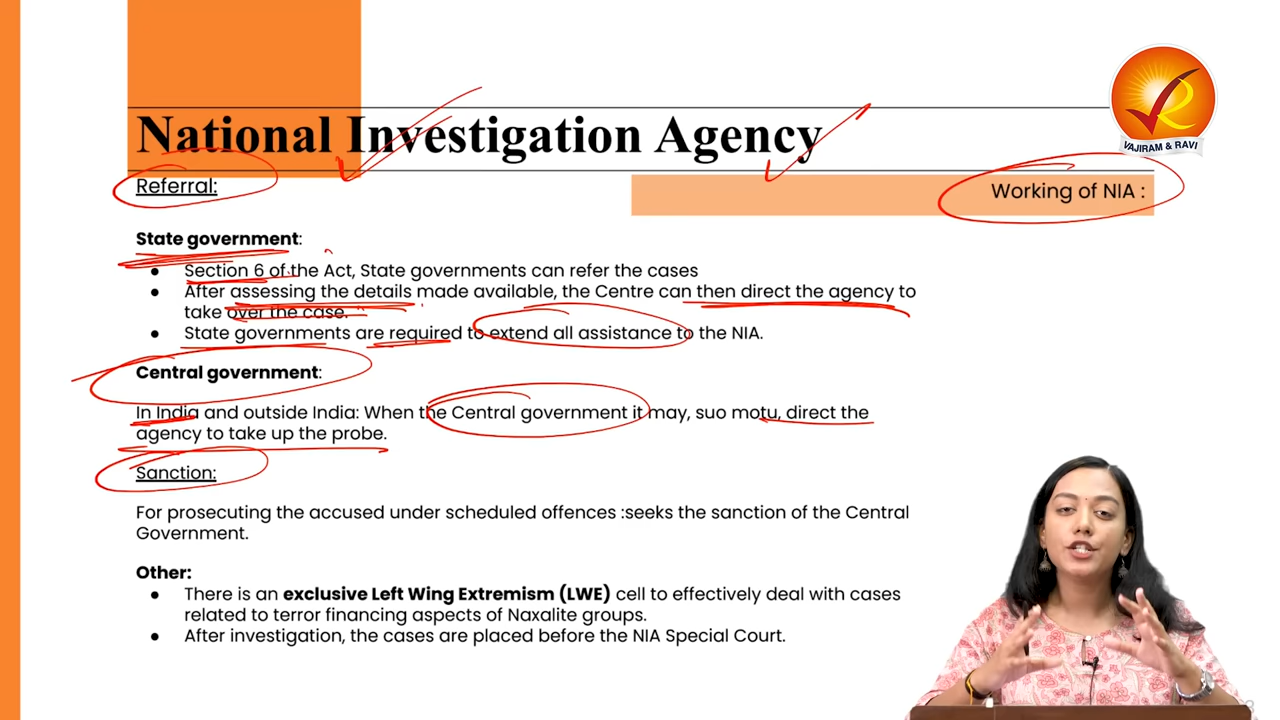 National Investigation Agency
VAJIRAM & RAVI
Referral:
Working of NIA :
State government:
● Section 6 of the Act, State governments can refer the cases
● After assessing the details made available, the Centre can then direct the agency to
take over the case.
● State governments are required to extend all assistance to the NIA.
Central government:
In India and outside India: When the Central government it may, suo motu, direct the
agency to take up the probe.
Sanction:
For prosecuting the accused under scheduled offences :seeks the sanction of the Central
Government.
Other:
● There is an exclusive Left Wing Extremism (LWE) cell to effectively deal with cases
related to terror financing aspects of Naxalite groups.
● After investigation, the cases are placed before the NIA Special Court.